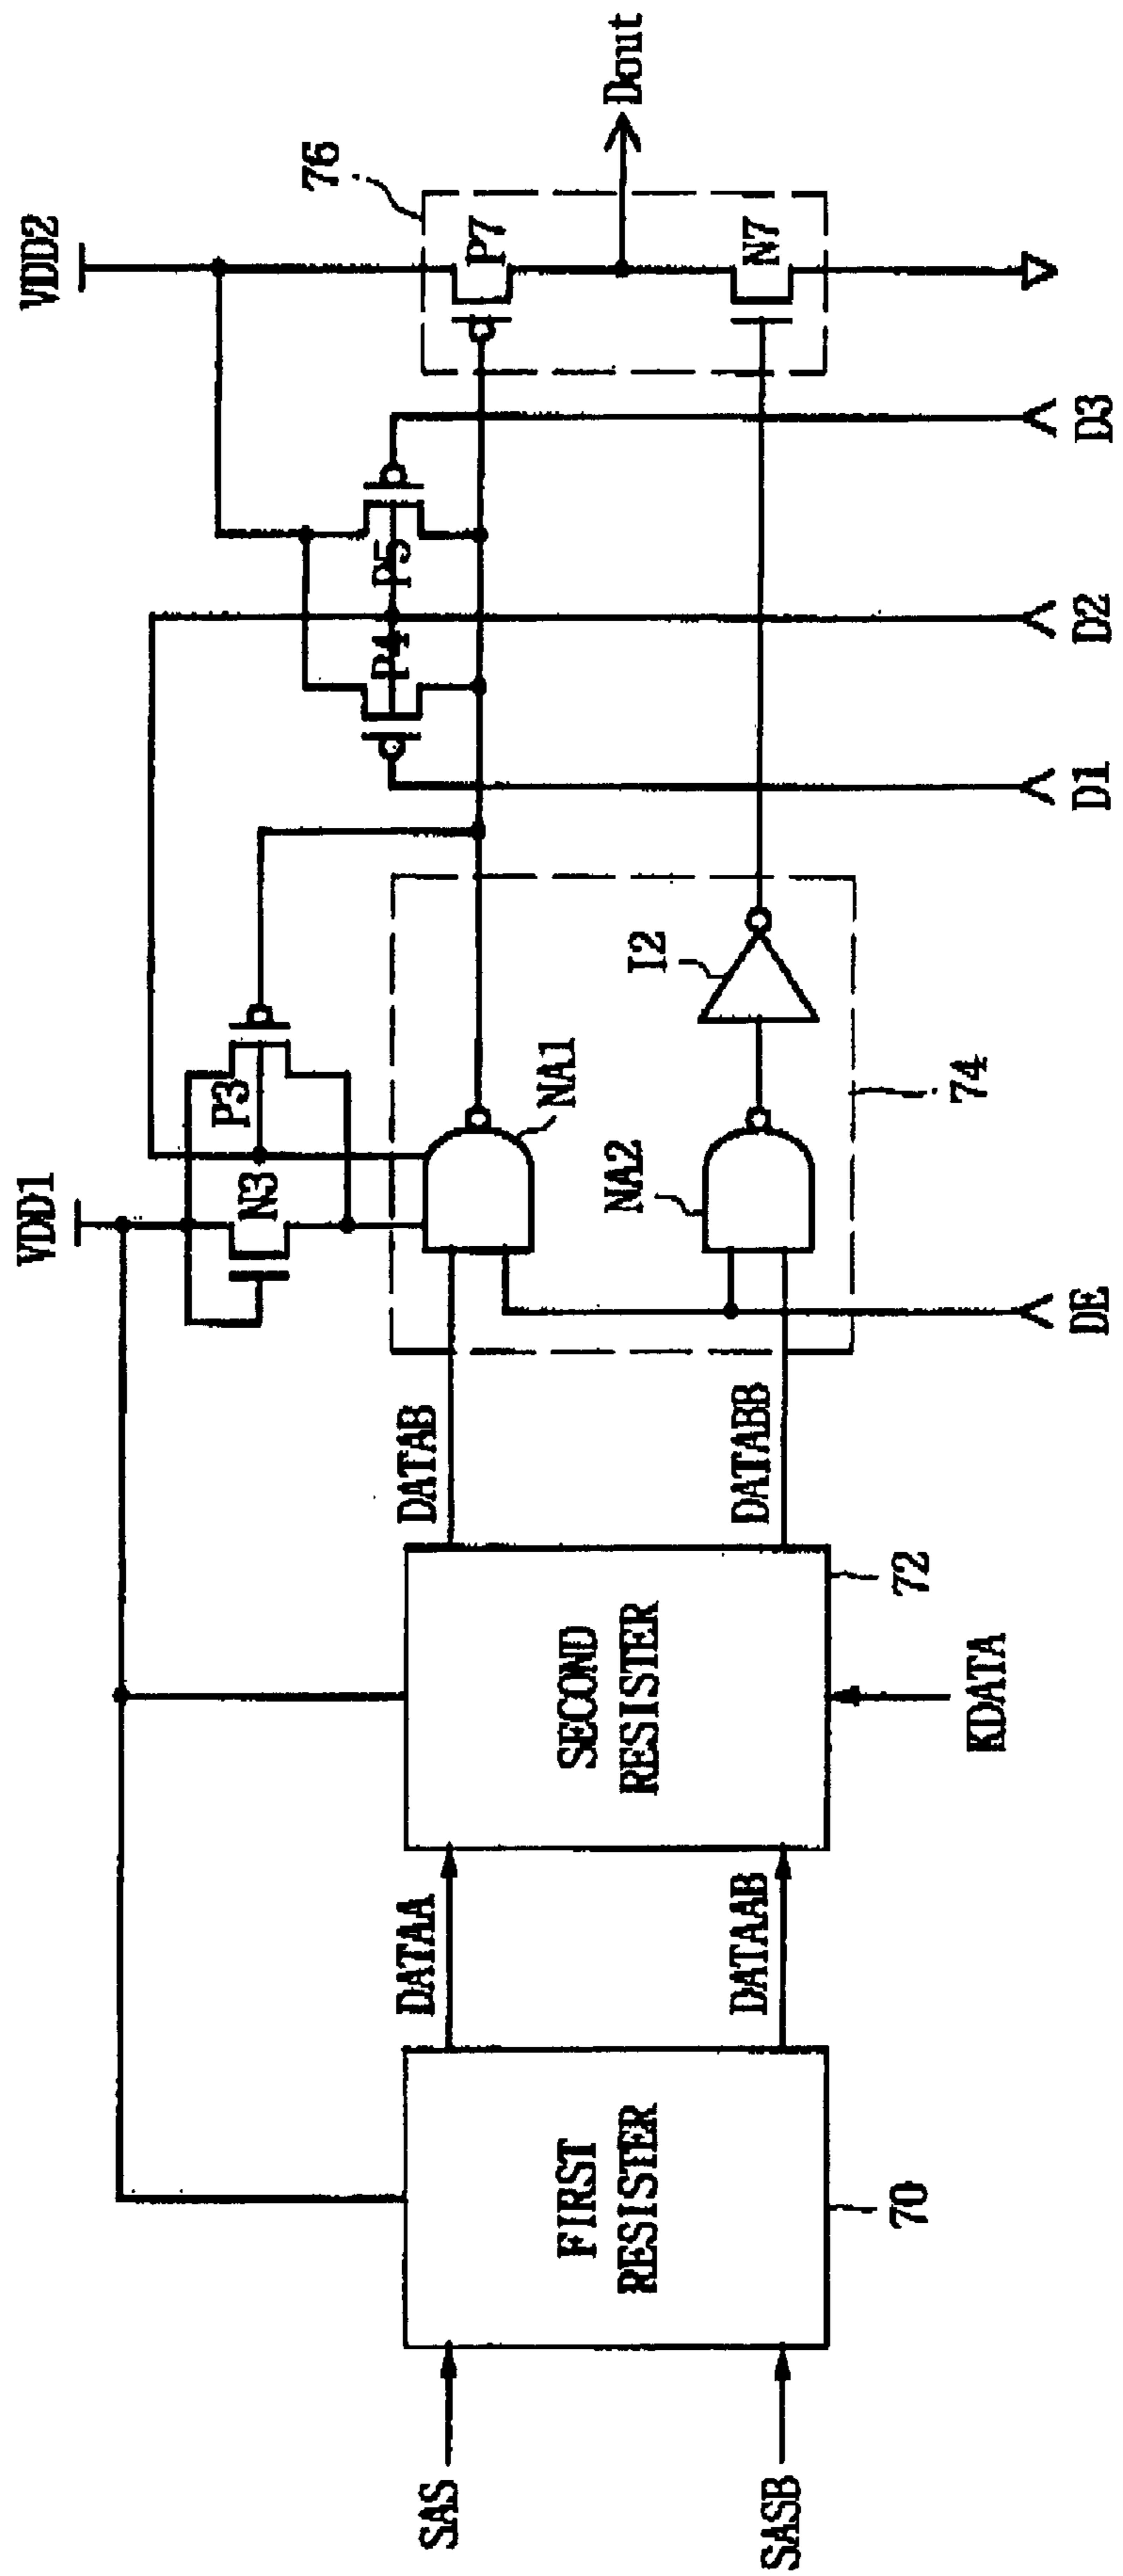 VDD1
VDD2
N3
P3
P4
P5
76
P7
N7
Dout
SAS
SASB
FIRST
RESISTER
70
DATAA
DATAAB
SECOND
RESISTER
72
KDATA
DATAB
DATABB
NA1
NA2
I2
74
DE
D1
D2
D3